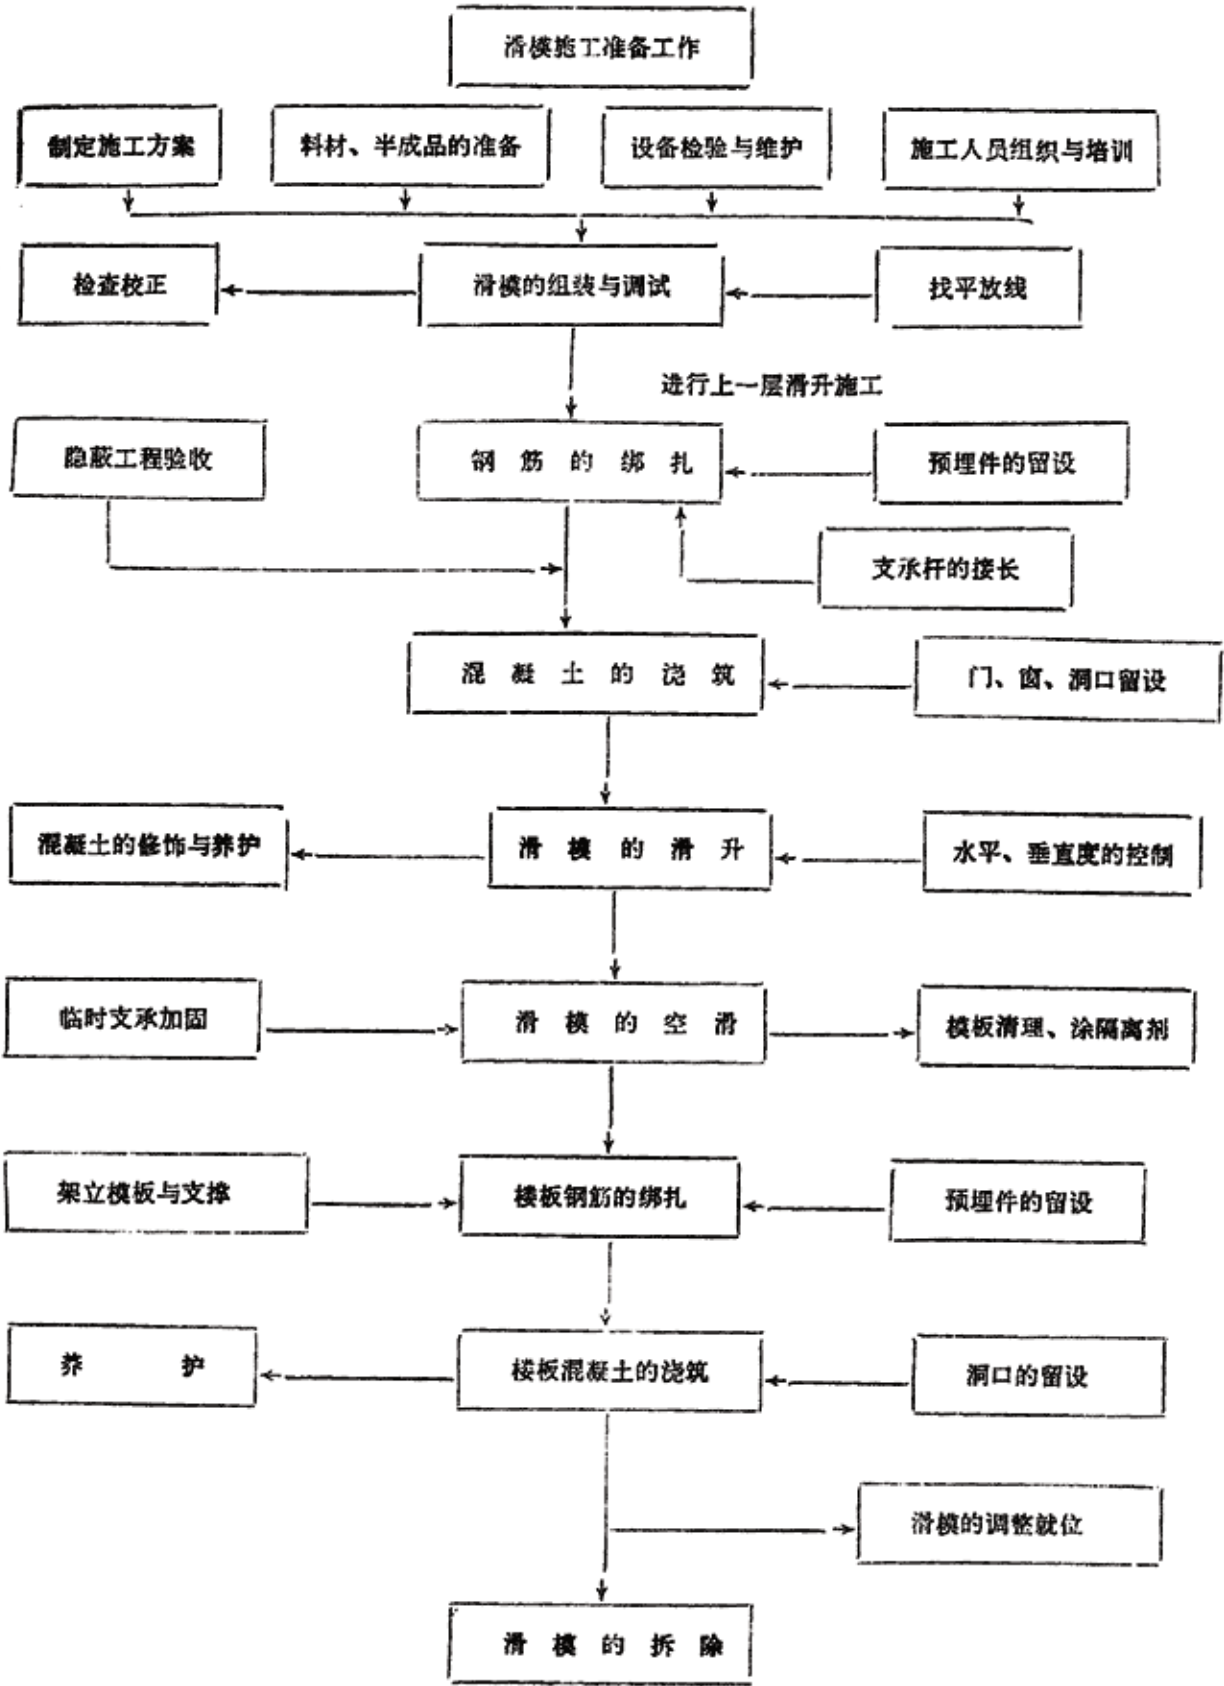 滑模施工准备工作
制定施工方案
料材、半成品的准备
设备检验与维护
施工人员组织与培训
检查校正
滑模的组装与调试
找平放线
进行上一层滑升施工
隐蔽工程验收
钢筋的绑扎
预埋件的留设
支承杆的接长
混凝土的浇筑
门、窗、洞口留设
混凝土的修饰与养护
滑模的滑升
水平、垂直度的控制
临时支承加固
滑模的空滑
模板清理、涂隔离剂
架立模板与支撑
楼板钢筋的绑扎
预埋件的留设
养护
楼板混凝土的浇筑
洞口的留设
滑模的调整就位
滑模的拆除